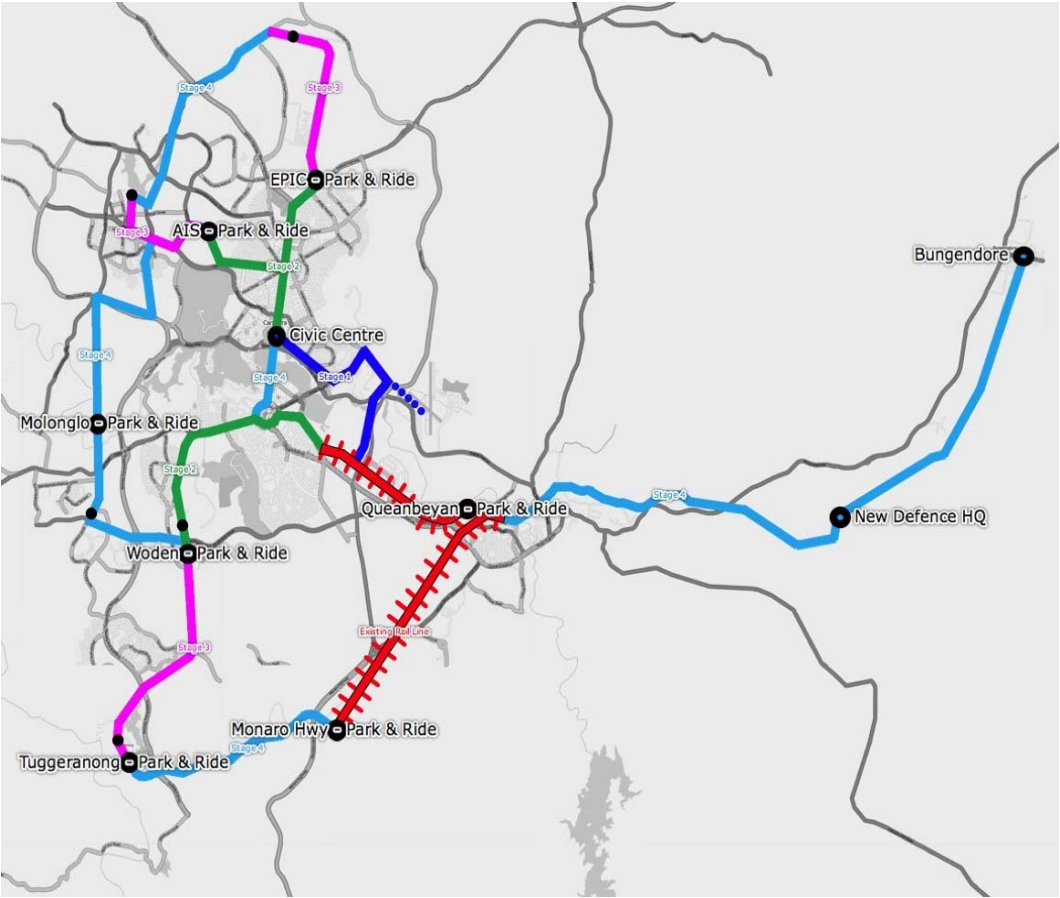 Stage 4
Stage 3
EPIC Park & Ride
Stage 3
AIS Park & Ride
Stage 2
Bungendore
Civic Centre
Stage 4
Stage 4
Stage 1
Molonglo Park & Ride
Stage 2
Stage 4
Queanbeyan Park & Ride
New Defence HQ
Woden Park & Ride
Existing Rail Line
Stage 3
Monaro Hwy Park & Ride
Stage 4
Tuggeranong Park & Ride